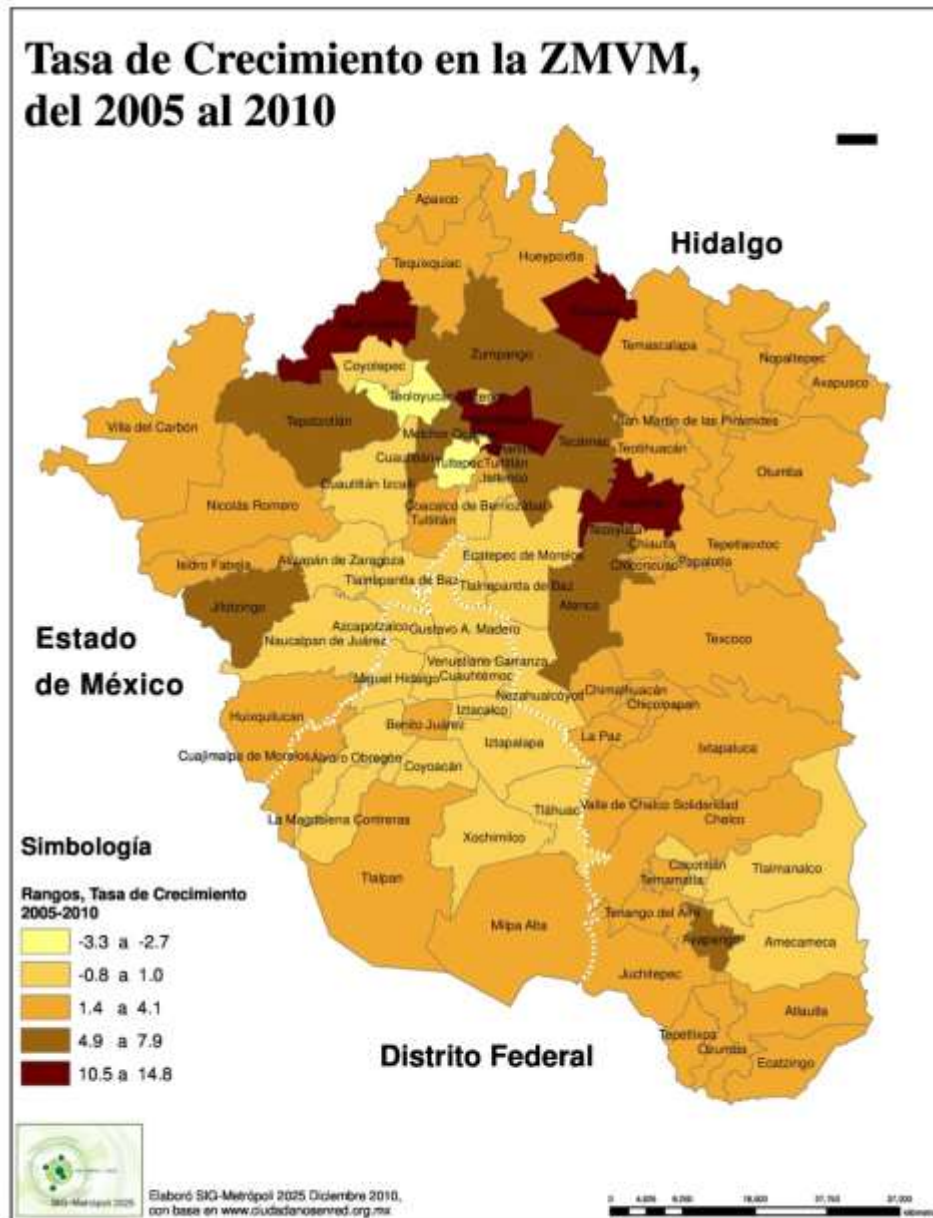 Tasa de Crecimiento en la ZMVM,
del 2005 al 2010
Hidalgo
Apaxco
Hueypoxtla
Tequixquiac
Zumpango
Temascalapa
Nopaltepec
Axapusco
Coyotepec
Teoloyucan
Villa del Carbón
Tepotzotlán
San Martín de las Pirámides
Cuautitlán
Tultepec
Tultitlán
Tecámac
Teotihuacán
Jaltenco
Otumba
Cuautitlán Izcalli
Nicolás Romero
Coacalco de Berriozábal
Tultitlán
Tezoyuca
Chiautla
Tepetlaoxtoc
Isidro Fabela
Atizapán de Zaragoza
Ecatepec de Morelos
Chiconcuac
Papalotla
Tlalnepantla de Baz
Tlalnepantla de Baz
Jilotzingo
Atenco
Estado
de México
Azcapotzalco
Gustavo A. Madero
Texcoco
Naucalpan de Juárez
Venustiano Carranza
Miguel Hidalgo
Cuauhtémoc
Nezahualcóyotl
Chimalhuacán
Chicoloapan
Huixquilucan
Iztacalco
Benito Juárez
La Paz
Iztapalapa
Ixtapaluca
Cuajimalpa de Morelos
Álvaro Obregón
Coyoacán
Tláhuac
Valle de Chalco Solidaridad
Chalco
La Magdalena Contreras
Xochimilco
Cocotitlán
Tlalmanalco
Temamatla
Tlalpan
Milpa Alta
Tenango del Aire
Ayapango
Amecameca
Juchitepec
Atlautla
Tepetlixpa
Ozumba
Ecatzingo
Distrito Federal
Simbología
Rangos, Tasa de Crecimiento
2005-2010
-3.3 a -2.7
-0.8 a 1.0
1.4 a 4.1
4.9 a 7.9
10.5 a 14.8
SIG-Metrópoli 2025
Elaboró SIG-Metrópoli 2025 Diciembre 2010,
con base en www.ciudadanosenred.org.mx